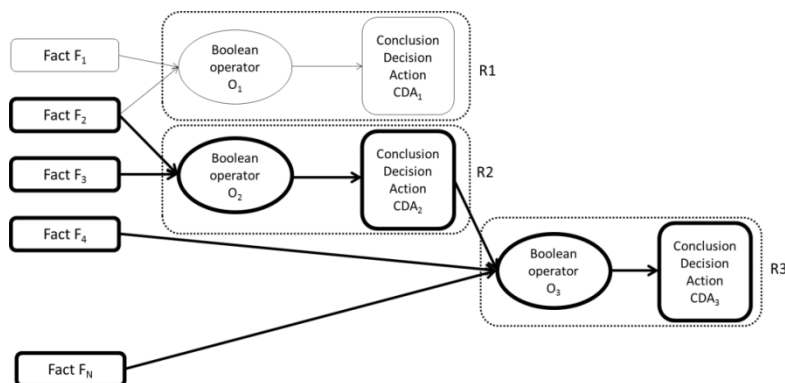 Fact F₁
Boolean
operator
O₁
Conclusion
Decision
Action
CDA₁
R1
Fact F₂
Fact F₃
Boolean
operator
O₂
Conclusion
Decision
Action
CDA₂
R2
Fact F₄
Boolean
operator
O₃
Conclusion
Decision
Action
CDA₃
R3
Fact F_N